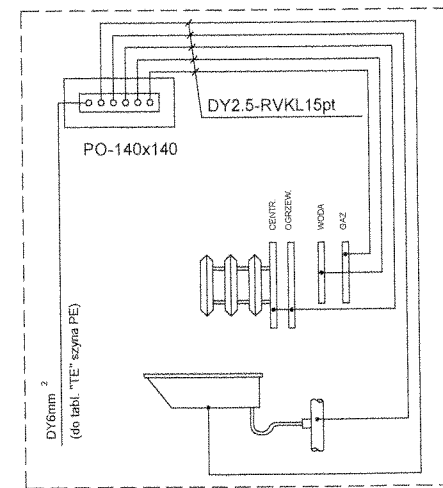 DY2.5-RVKL15pt
PO-140x140
CENTR.
OGRZEW.
WODA
GAZ
DY6mm 2
(do tabl. "TE" szyna PE)